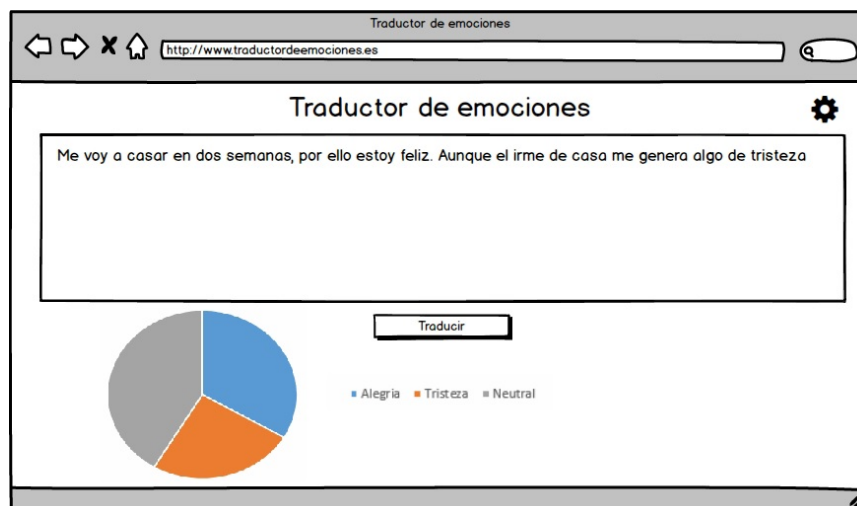 Traductor de emociones
http://www.traductordeemociones.es
Traductor de emociones
Me voy a casar en dos semanas, por ello estoy feliz. Aunque el irme de casa me genera algo de tristeza
Traducir
Alegria Tristeza Neutral